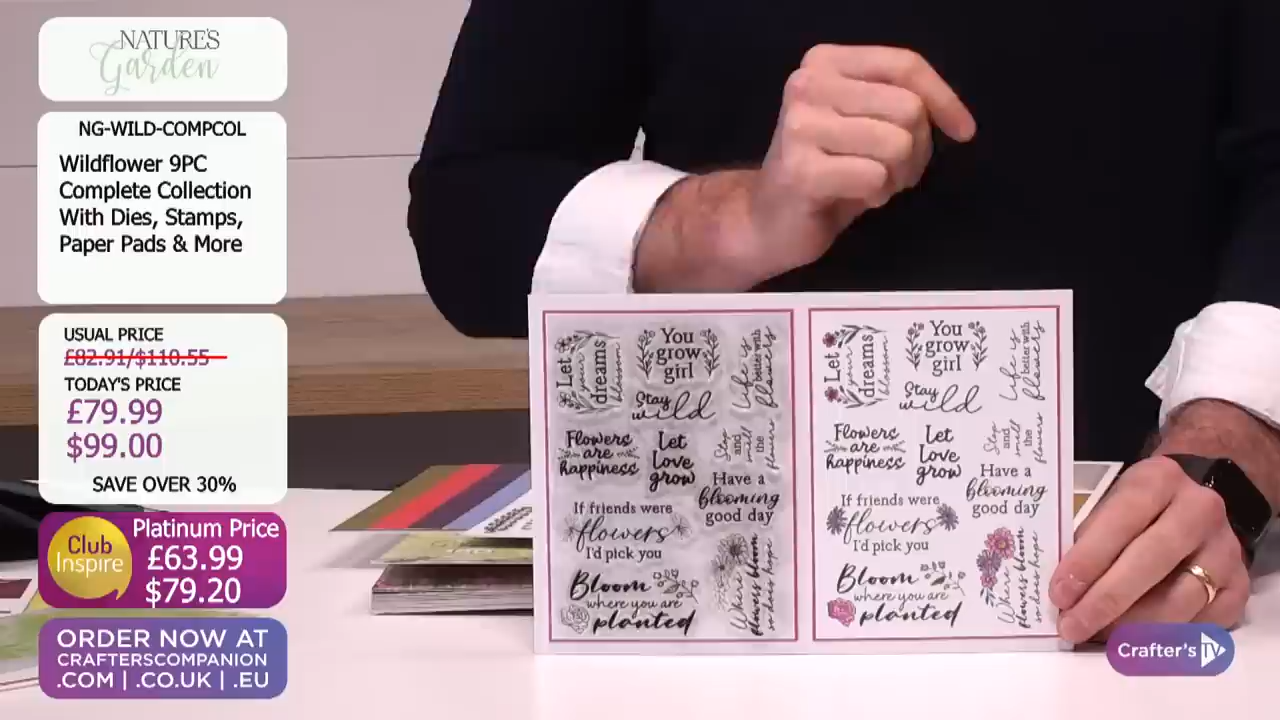 NATURE'S
Garden
NG-WILD-COMPCOL
Wildflower 9PC
Complete Collection
With Dies, Stamps,
Paper Pads & More
USUAL PRICE
£82.91/$110.55
TODAY'S PRICE
£79.99
$99.00
SAVE OVER 30%
Club
Inspire
Platinum Price
£63.99
$79.20
ORDER NOW AT
CRAFTERSCOMPANION
.COM | .CO.UK | .EU
Let
your
dreams
blossom
You
grow
girl
Life is
better with
flowers
Stay
wild
Flowers
are
happiness
Let
Love
grow
Stop
and
smell
the
flowers
Have a
blooming
good day
If friends were
flowers
I'd pick you
Bloom
where you are
planted
Where
flowers bloom
so does hope
Let
your
dreams
blossom
You
grow
girl
Life is
better with
flowers
Stay
wild
Flowers
are
happiness
Let
Love
grow
Stop
and
smell
the
flowers
Have a
blooming
good day
If friends were
flowers
I'd pick you
Bloom
where you are
planted
Where
flowers bloom
so does hope
Crafter's TV